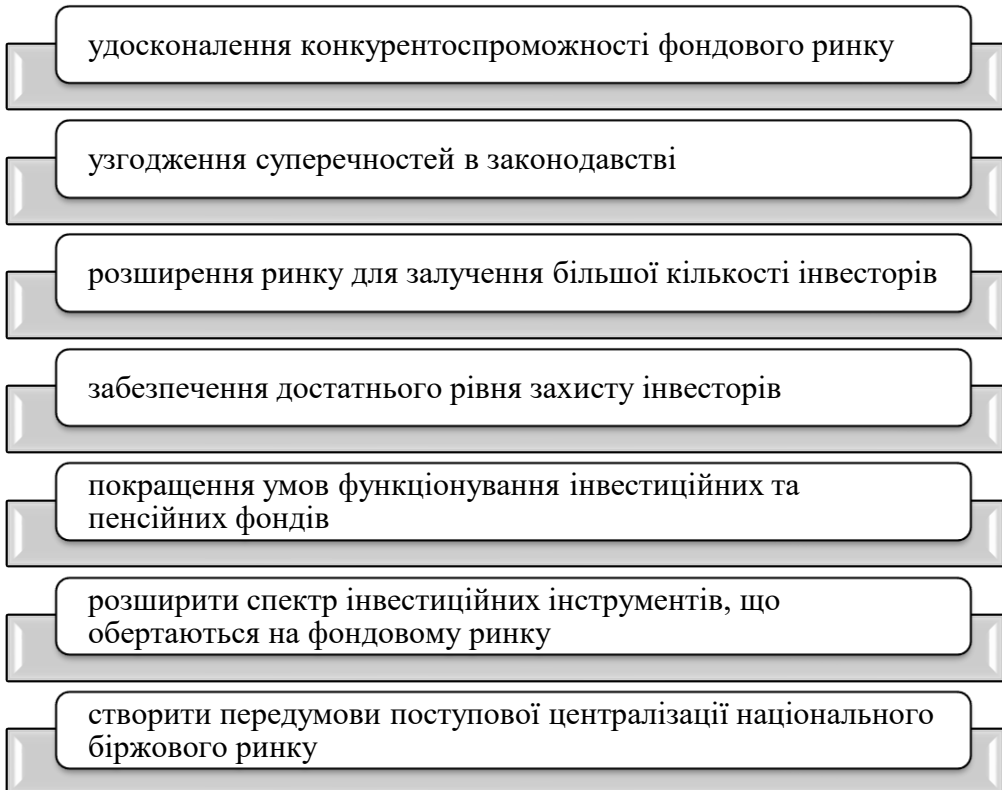 удосконалення конкурентоспроможності фондового ринку
узгодження суперечностей в законодавстві
розширення ринку для залучення більшої кількості інвесторів
забезпечення достатнього рівня захисту інвесторів
покращення умов функціонування інвестиційних та
пенсійних фондів
розширити спектр інвестиційних інструментів, що
обертаються на фондовому ринку
створити передумови поступової централізації національного
біржового ринку